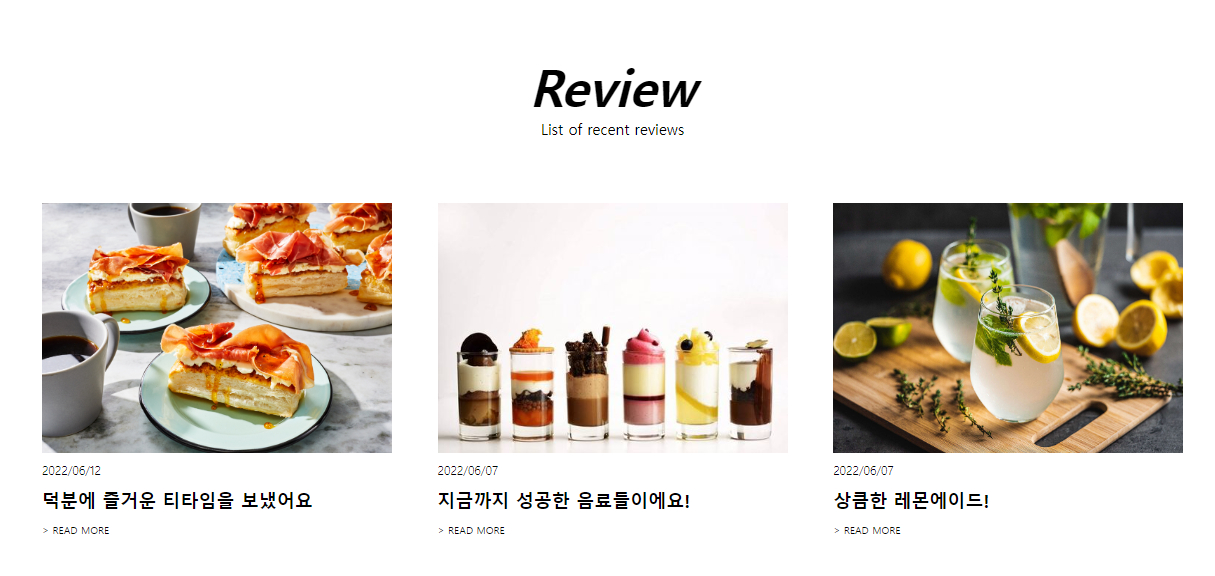 Review
List of recent reviews
2022/06/12
덕분에 즐거운 티타임을 보냈어요
> READ MORE
2022/06/07
지금까지 성공한 음료들이에요!
> READ MORE
2022/06/07
상큼한 레몬에이드!
> READ MORE